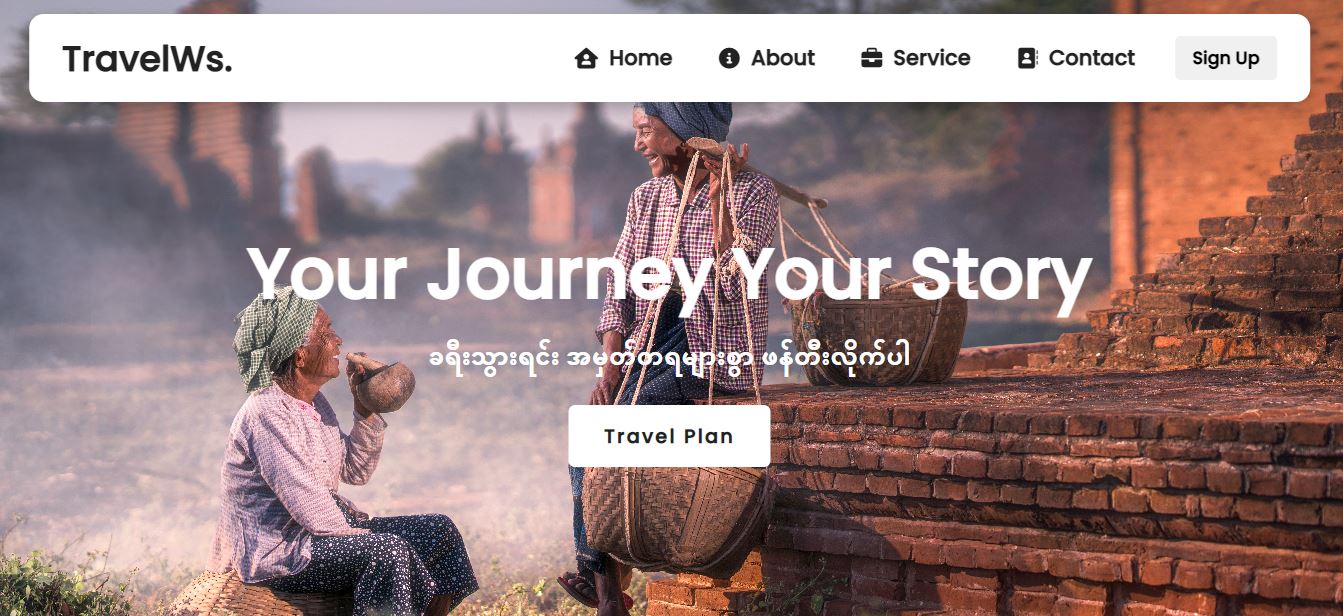 TravelWs.
Home
About
Service
Contact
Sign Up
Your Journey Your Story
ခရီးသွားရင်း အမှတ်တရများစွာ ဖန်တီးလိုက်ပါ
Travel Plan